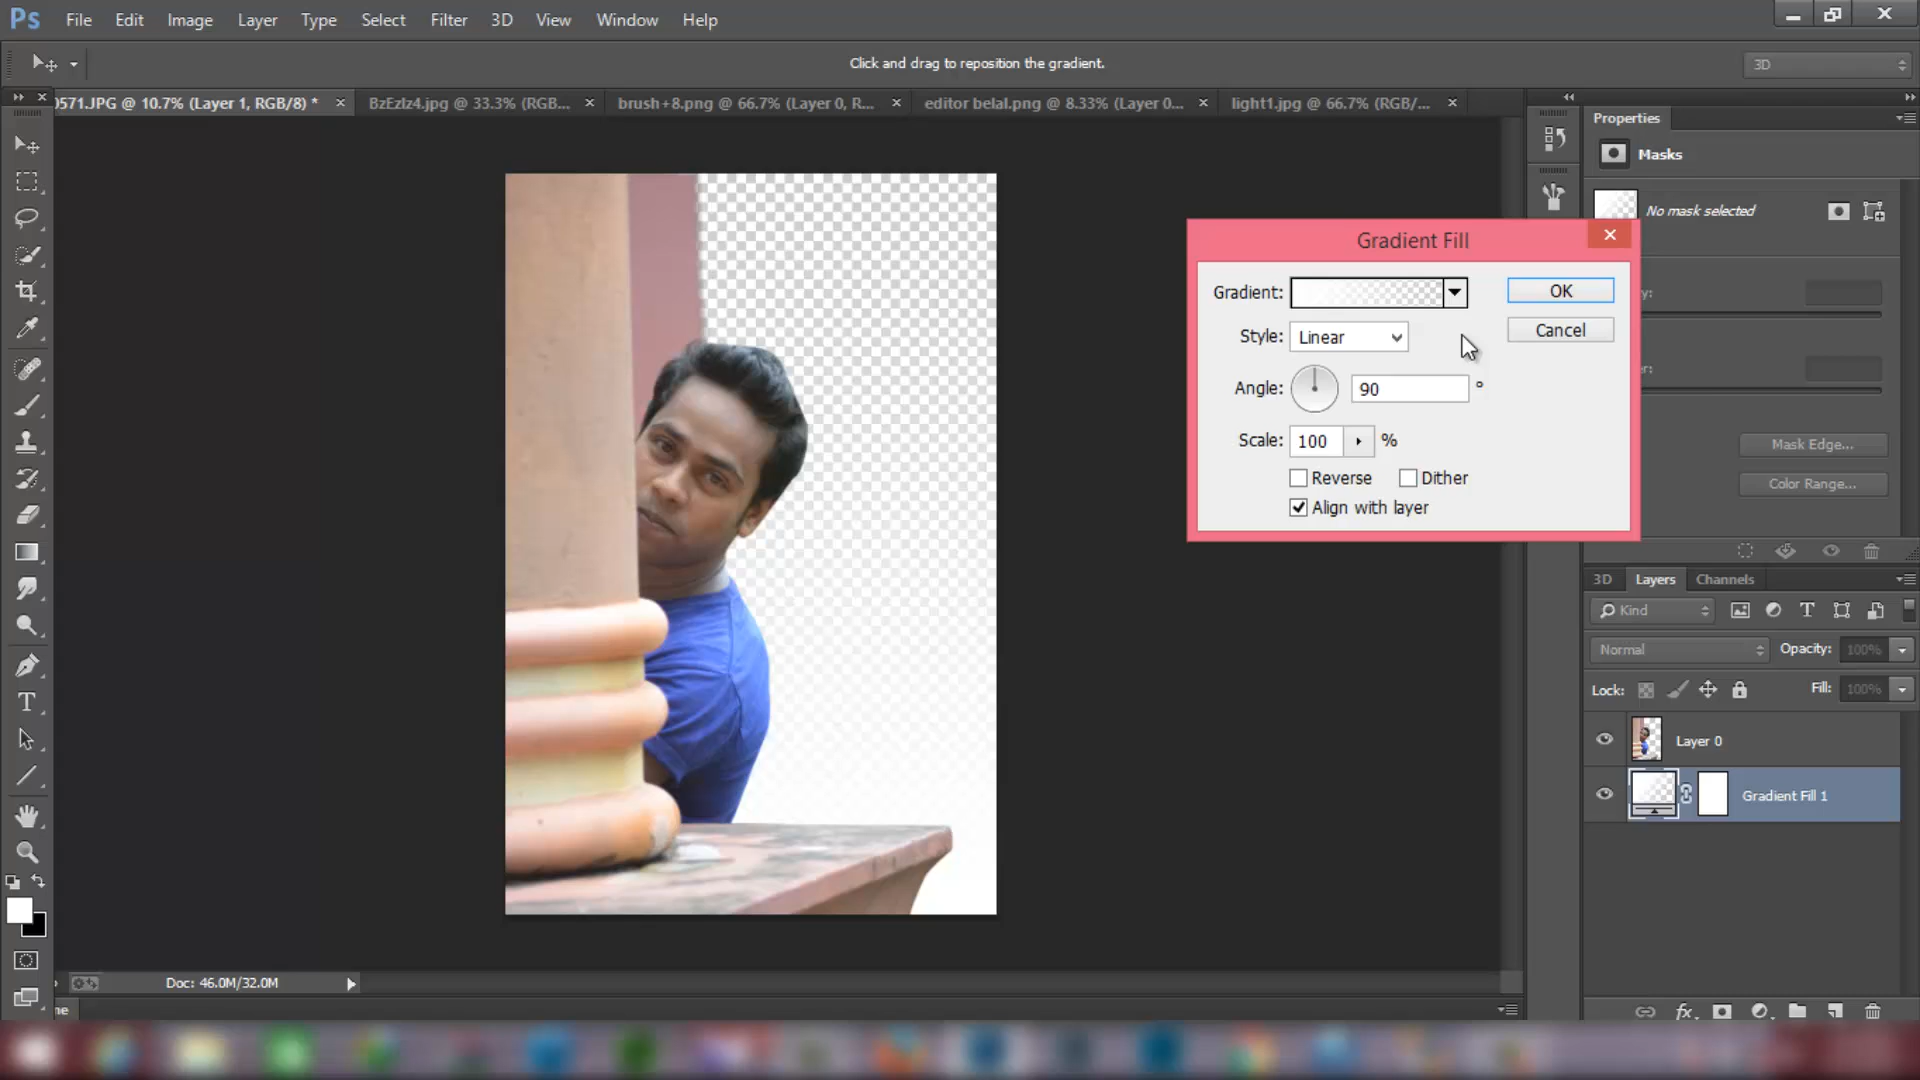 Ps File Edit Image Layer Type Select Filter 3D View Window Help
Click and drag to reposition the gradient.
3D
0571.JPG @ 10.7% (Layer 1, RGB/8) *
BzEzlz4.jpg @ 33.3% (RGB...
brush+8.png @ 66.7% (Layer 0, R...
editor belal.png @ 8.33% (Layer 0...
light1.jpg @ 66.7% (RGB/...
Properties
Masks
No mask selected
Gradient Fill
Gradient:
OK
Style: Linear
Cancel
Angle: 90 °
Scale: 100 %
Reverse
Dither
Align with layer
Mask Edge...
Color Range...
3D Layers Channels
Kind
Normal
Opacity: 100%
Lock:
Fill: 100%
Layer 0
Gradient Fill 1
Doc: 46.0M/32.0M